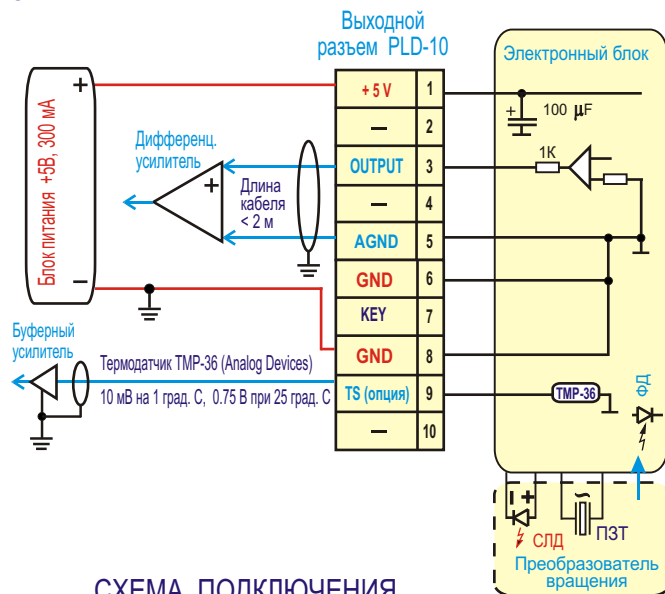 Выходной
разъем PLD-10
Электронный блок
Блок питания +5В, 300 мА
+
–
+ 5 V 1
— 2
OUTPUT 3
— 4
AGND 5
GND 6
KEY 7
GND 8
TS (опция) 9
— 10
+ 100 μF
1К
Дифференц.
усилитель
+
Длина
кабеля
< 2 м
Буферный
усилитель
Термодатчик TMP-36 (Analog Devices)
10 мВ на 1 град. С, 0.75 В при 25 град. С
TMP-36
ФД
– +
~
СЛД
ПЗТ
Преобразователь
вращения
СХЕМА ПОДКЛЮЧЕНИЯ